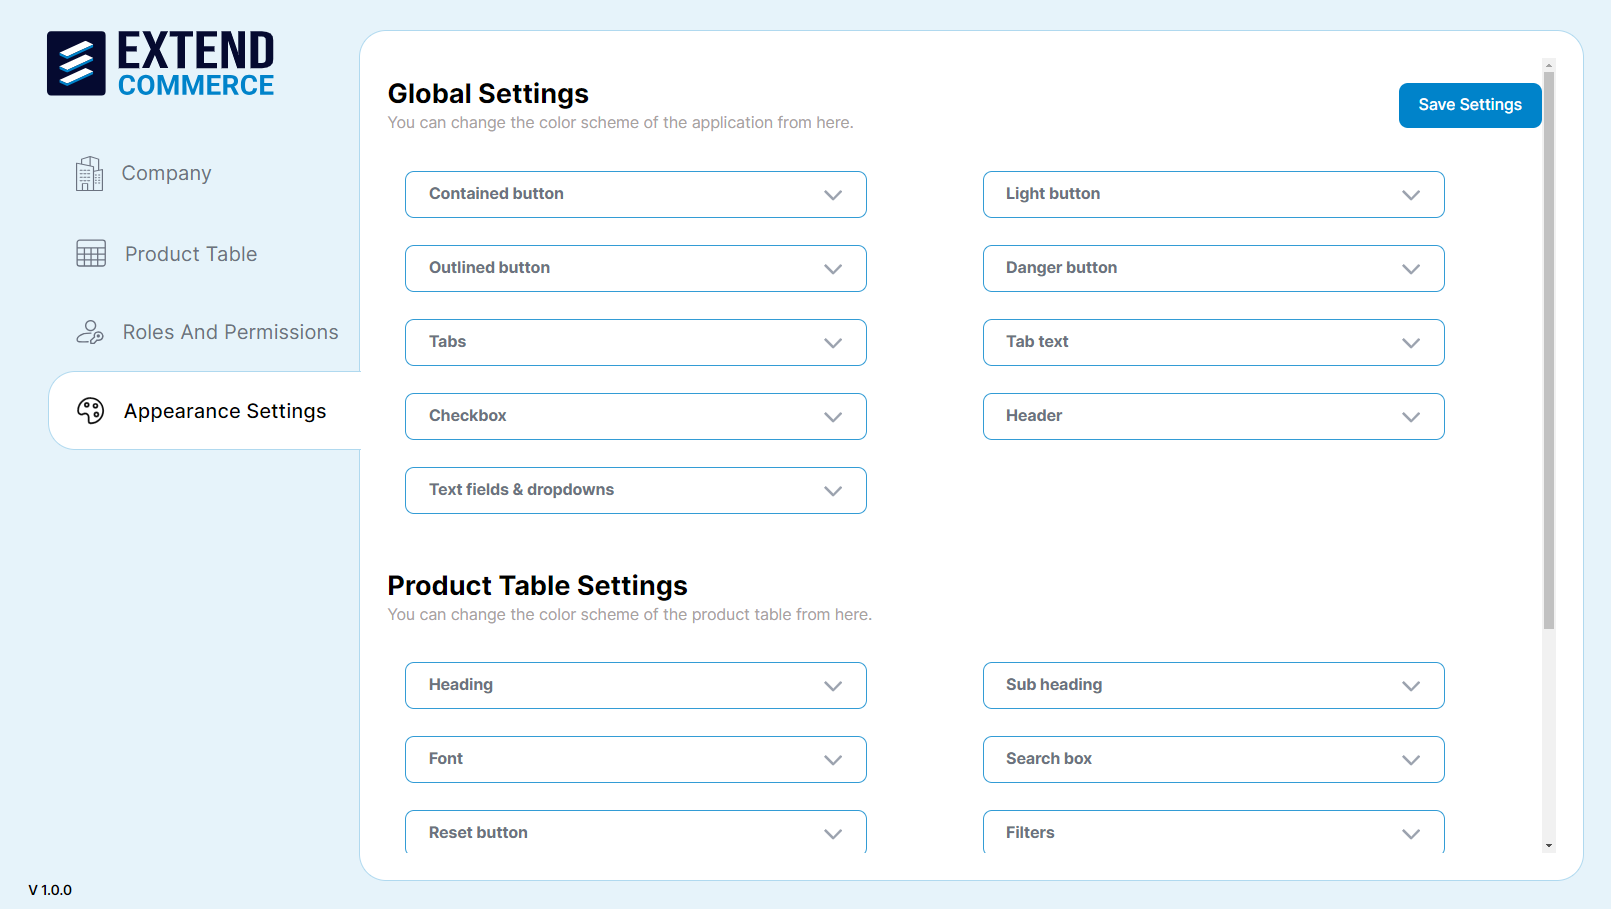 EXTEND
COMMERCE
Company
Product Table
Roles And Permissions
Appearance Settings
V 1.0.0
Global Settings
You can change the color scheme of the application from here.
Save Settings
Contained button
Light button
Outlined button
Danger button
Tabs
Tab text
Checkbox
Header
Text fields & dropdowns
Product Table Settings
You can change the color scheme of the product table from here.
Heading
Sub heading
Font
Search box
Reset button
Filters